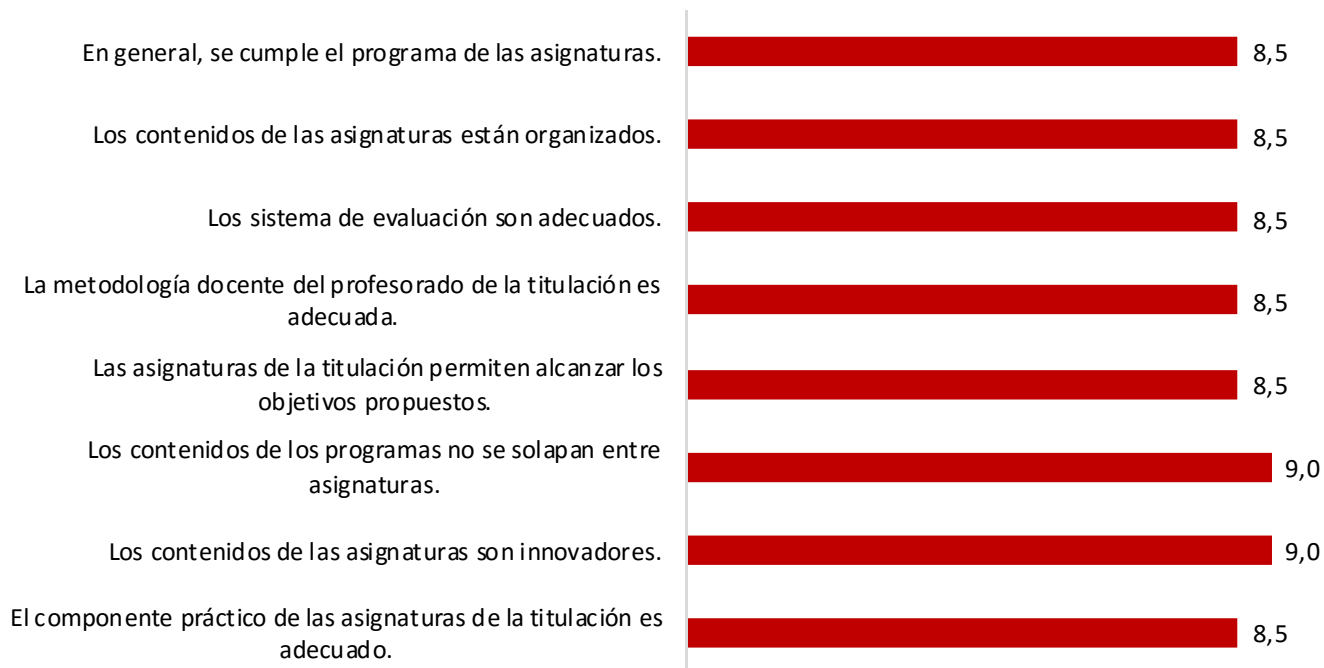 En general, se cumple el programa de las asignaturas.
8,5
Los contenidos de las asignaturas están organizados.
8,5
Los sistema de evaluación son adecuados.
8,5
La metodología docente del profesorado de la titulación es
adecuada.
8,5
Las asignaturas de la titulación permiten alcanzar los
objetivos propuestos.
8,5
Los contenidos de los programas no se solapan entre
asignaturas.
9,0
Los contenidos de las asignaturas son innovadores.
9,0
El componente práctico de las asignaturas de la titulación es
adecuado.
8,5